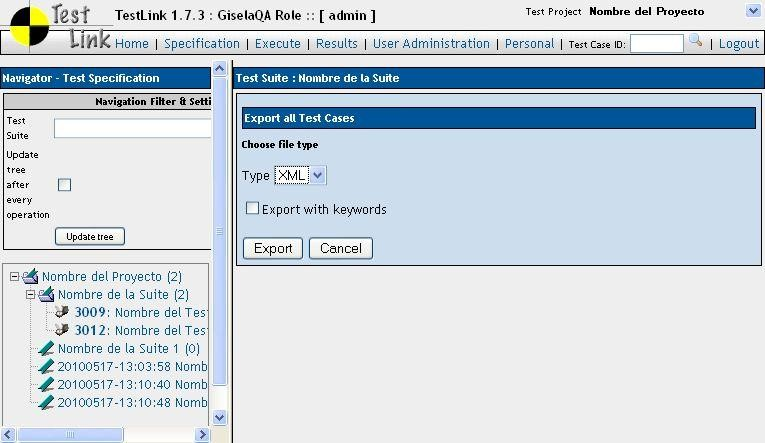 Test Link
TestLink 1.7.3 : GiselaQA Role :: [ admin ]
Test Project Nombre del Proyecto
Home | Specification | Execute | Results | User Administration | Personal | Test Case ID: | Logout
Navigator - Test Specification
Navigation Filter & Setti
Test Suite
Update tree after every operation
Update tree
Nombre del Proyecto (2)
Nombre de la Suite (2)
3009: Nombre del Tes
3012: Nombre del Tes
Nombre de la Suite 1 (0)
20100517-13:03:58 Nomb
20100517-13:10:40 Nomb
20100517-13:10:48 Nomb
Test Suite : Nombre de la Suite
Export all Test Cases
Choose file type
Type XML
Export with keywords
Export Cancel